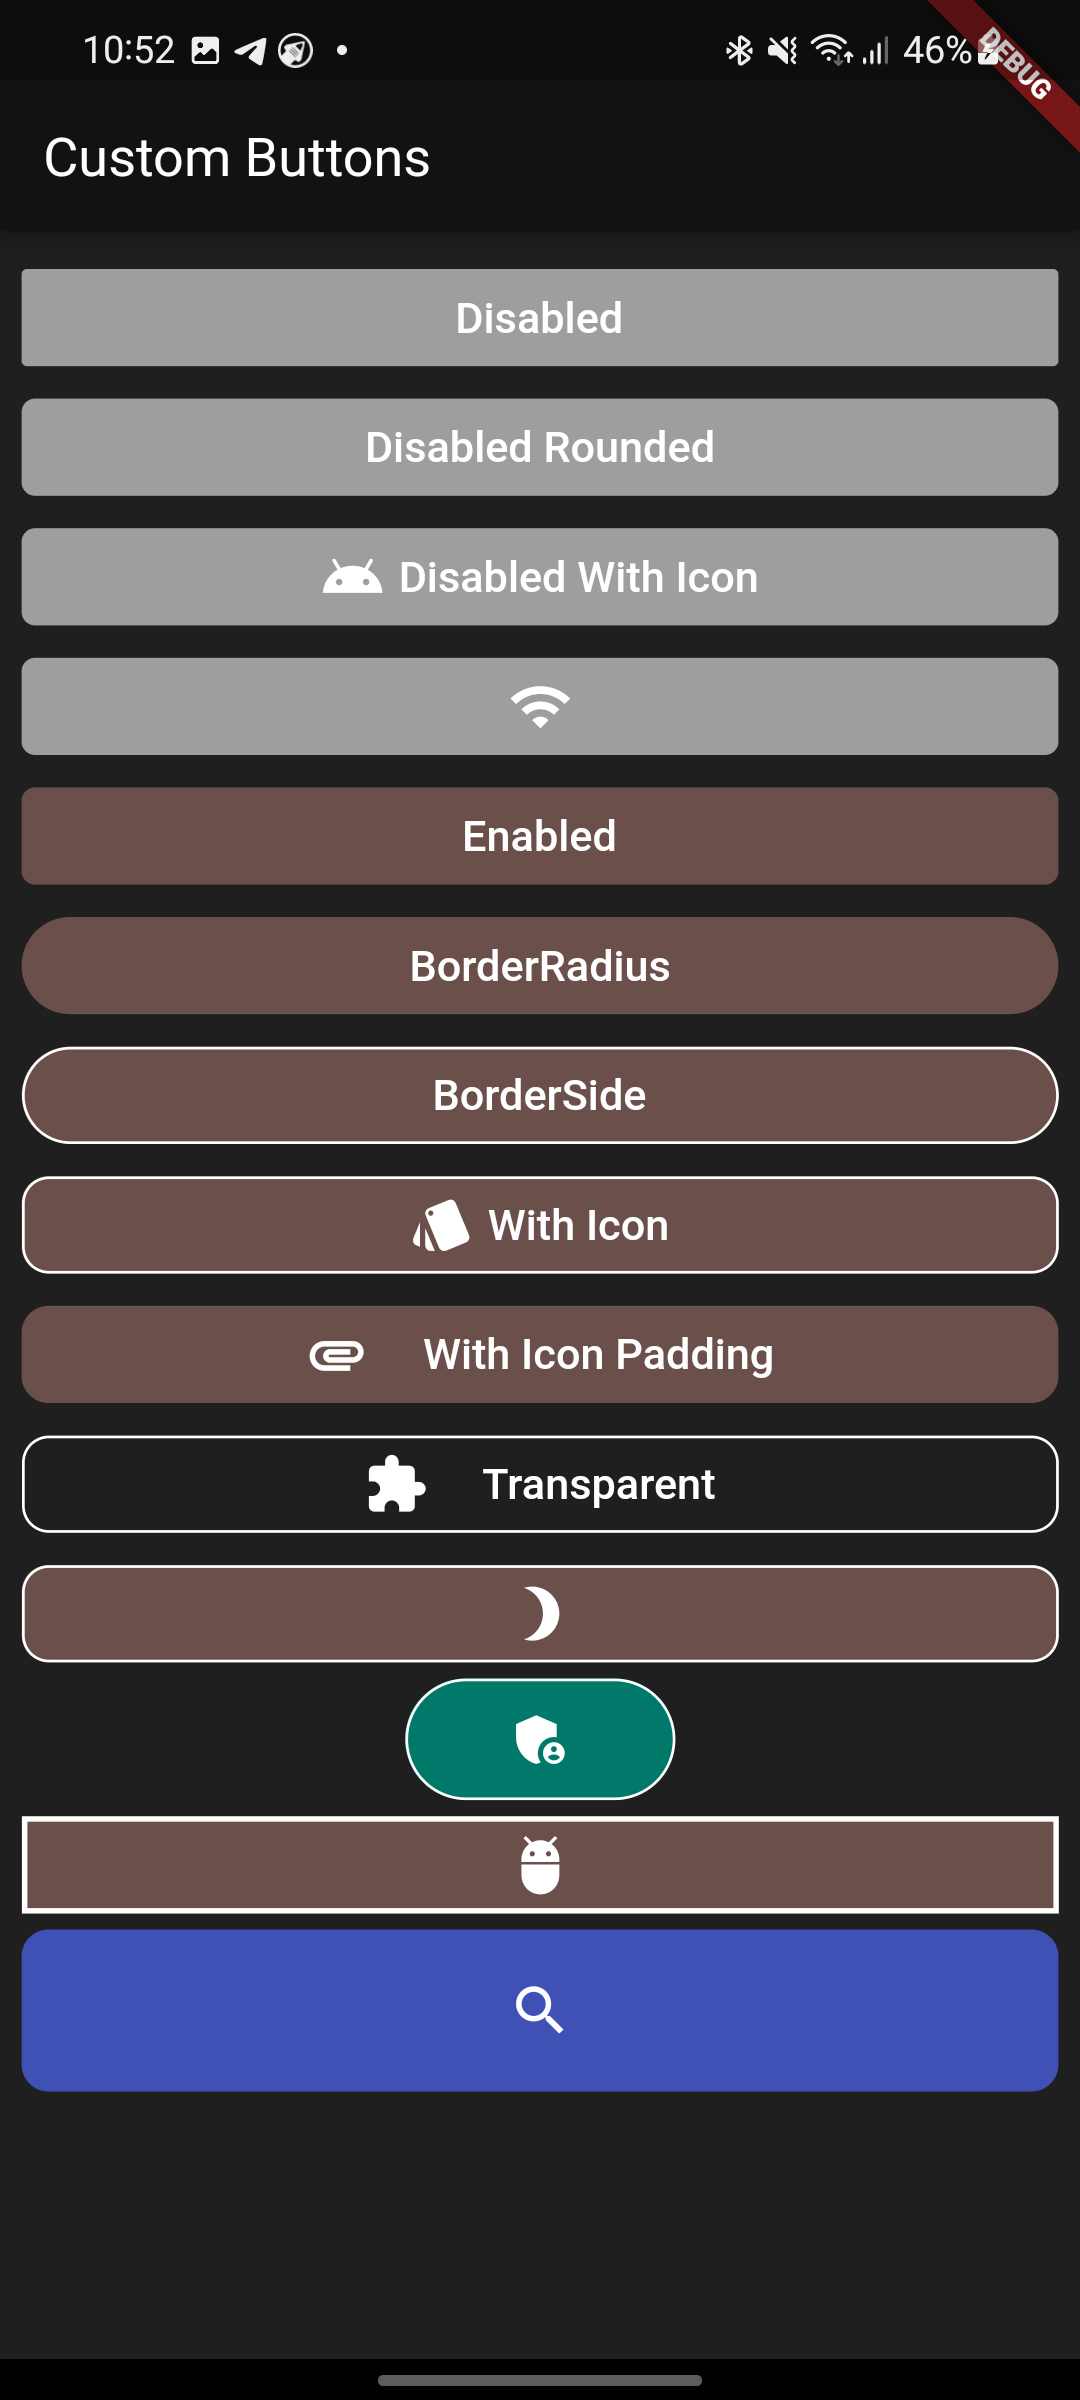 10:52
46%
DEBUG
Custom Buttons
Disabled
Disabled Rounded
Disabled With Icon
Enabled
BorderRadius
BorderSide
With Icon
With Icon Padding
Transparent